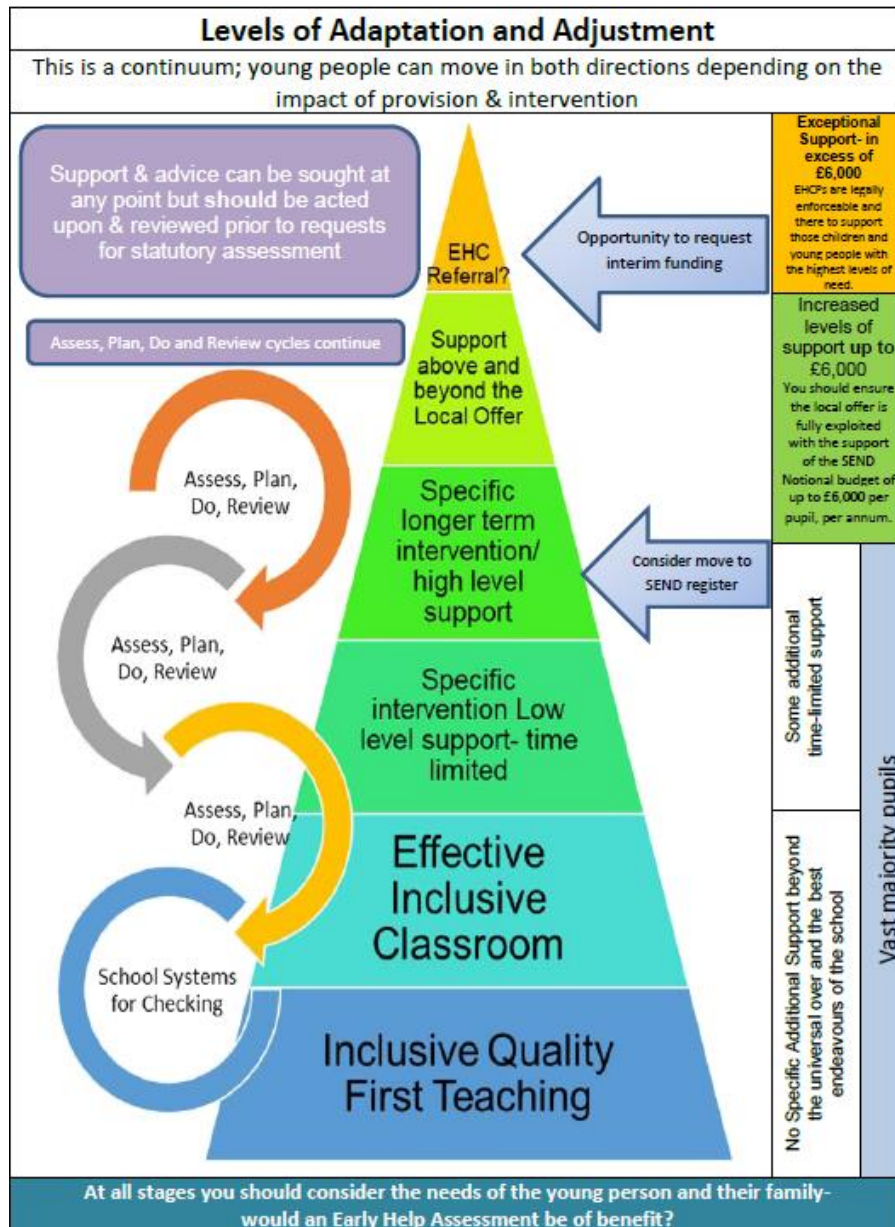 Levels of Adaptation and Adjustment
This is a continuum; young people can move in both directions depending on the
impact of provision & intervention
Support & advice can be sought at
any point but should be acted
upon & reviewed prior to requests
for statutory assessment
Assess, Plan, Do and Review cycles continue
Assess, Plan,
Do, Review
Assess, Plan,
Do, Review
Assess, Plan,
Do, Review
School Systems
for Checking
EHC
Referral?
Support
above and
beyond the
Local Offer
Specific
longer term
intervention/
high level
support
Specific
intervention Low
level support- time
limited
Effective
Inclusive
Classroom
Inclusive Quality
First Teaching
Opportunity to request
interim funding
Consider move to
SEND register
Exceptional
Support- in
excess of
£6,000
EHCPs are legally
enforceable and
there to support
those children and
young people with
the highest levels of
need.
Increased
levels of
support up to
£6,000
You should ensure
the local offer is
fully exploited
with the support
of the SEND
Notional budget of
up to £6,000 per
pupil, per annum.
Some additional
time-limited support
No Specific Additional Support beyond
the universal over and the best
endeavours of the school
Vast majority pupils
At all stages you should consider the needs of the young person and their family-
would an Early Help Assessment be of benefit?